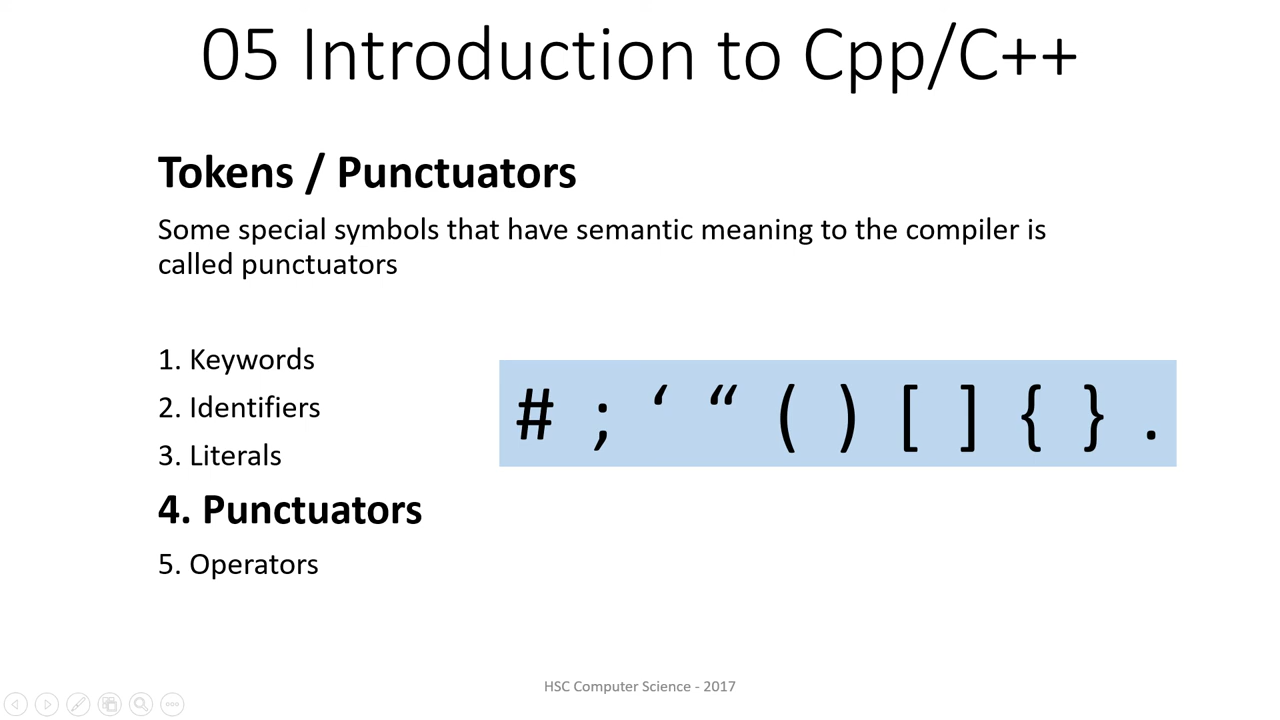 05 Introduction to Cpp/C++
Tokens / Punctuators
Some special symbols that have semantic meaning to the compiler is
called punctuators
1. Keywords
2. Identifiers
3. Literals
4. Punctuators
5. Operators
# ; ‘ “ ( ) [ ] { } .
HSC Computer Science - 2017